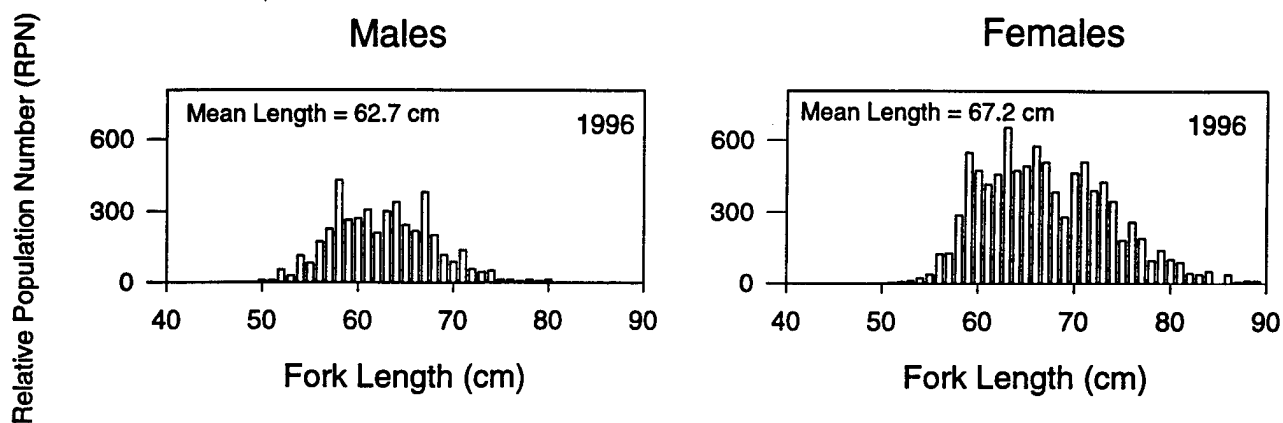 Relative Population Number (RPN)
Males
Mean Length = 62.7 cm
1996
600
300
0
40 50 60 70 80 90
Fork Length (cm)
Females
Mean Length = 67.2 cm
1996
600
300
0
40 50 60 70 80 90
Fork Length (cm)